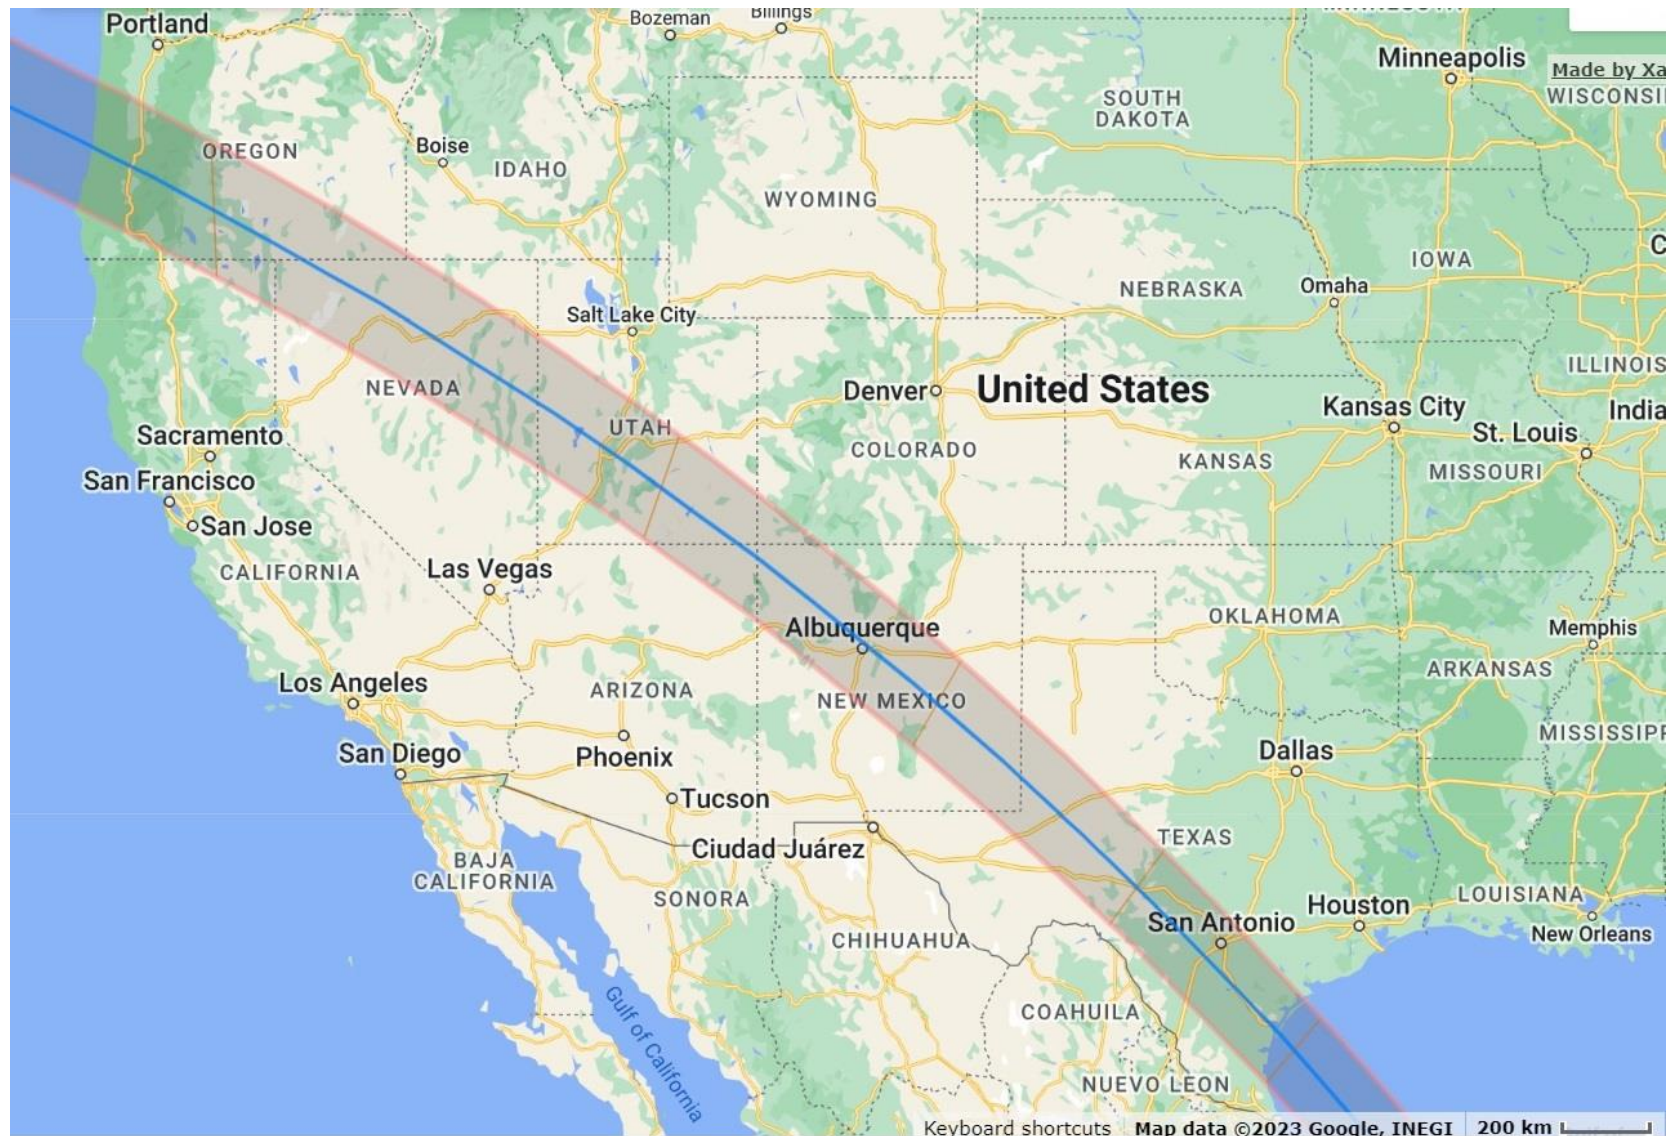 Portland
Bozeman
Billings
Minneapolis
Made by Xa
WISCONSI
SOUTH
DAKOTA
OREGON
Boise
IDAHO
WYOMING
IOWA
NEBRASKA
Omaha
Salt Lake City
ILLINOIS
NEVADA
Denver
United States
Kansas City
India
UTAH
COLORADO
KANSAS
St. Louis
MISSOURI
Sacramento
San Francisco
San Jose
CALIFORNIA
Las Vegas
Albuquerque
OKLAHOMA
Memphis
ARKANSAS
Los Angeles
ARIZONA
NEW MEXICO
San Diego
Phoenix
Dallas
MISSISSIPP
Tucson
TEXAS
Ciudad Juárez
BAJA
CALIFORNIA
SONORA
San Antonio
Houston
LOUISIANA
New Orleans
CHIHUAHUA
Gulf of California
COAHUILA
NUEVO LEON
Keyboard shortcuts Map data ©2023 Google, INEGI 200 km